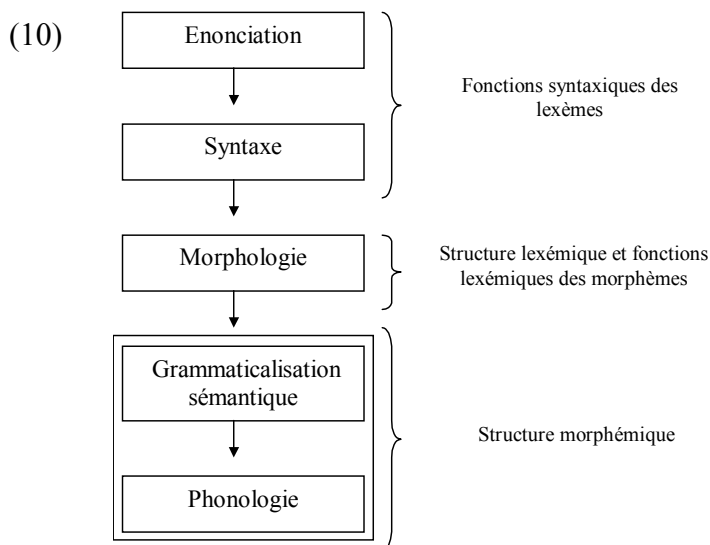 (10)
Enonciation
Fonctions syntaxiques des
lexèmes
Syntaxe
Morphologie
Structure lexémique et fonctions
lexémiques des morphèmes
Grammaticalisation
sémantique
Structure morphémique
Phonologie